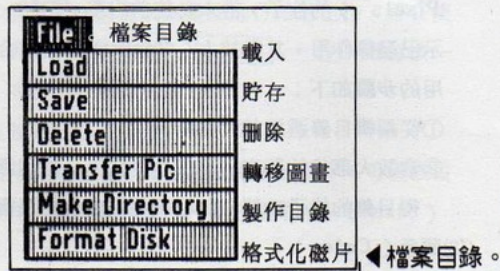 File 檔案目錄
Load 載入
Save 貯存
Delete 刪除
Transfer Pic 轉移圖畫
Make Directory 製作目錄
Format Disk 格式化磁片
◀檔案目錄。